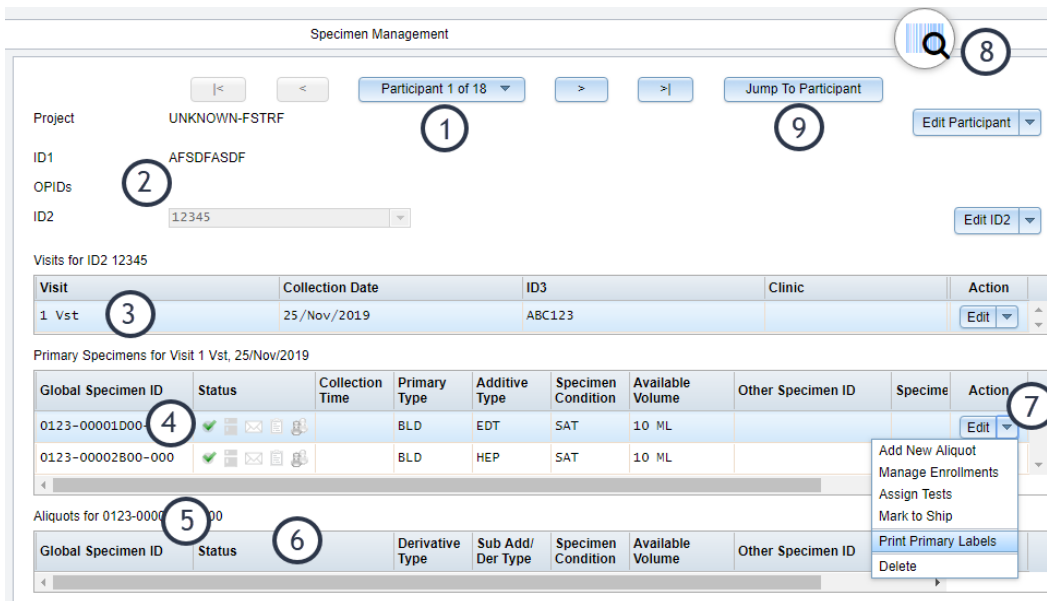 Specimen Management
8
|<
<
Participant 1 of 18
>
>|
Jump To Participant
1
9
Project UNKNOWN-FSTRF
Edit Participant
ID1 AFSDFASDF
2
OPIDs
ID2 12345
Edit ID2
Visits for ID2 12345
Visit Collection Date ID3 Clinic Action
1 Vst 3 25/Nov/2019 ABC123 Edit
Primary Specimens for Visit 1 Vst, 25/Nov/2019
Global Specimen ID Status Collection Time Primary Type Additive Type Specimen Condition Available Volume Other Specimen ID Specime Action
7
0123-00001D00- 4 BLD EDT SAT 10 ML Edit
0123-00002B00-000 BLD HEP SAT 10 ML
Add New Aliquot
Manage Enrollments
Assign Tests
Mark to Ship
Print Primary Labels
Delete
Aliquots for 0123-0000 5 00
6
Global Specimen ID Status Derivative Type Sub Add/ Der Type Specimen Condition Available Volume Other Specimen ID